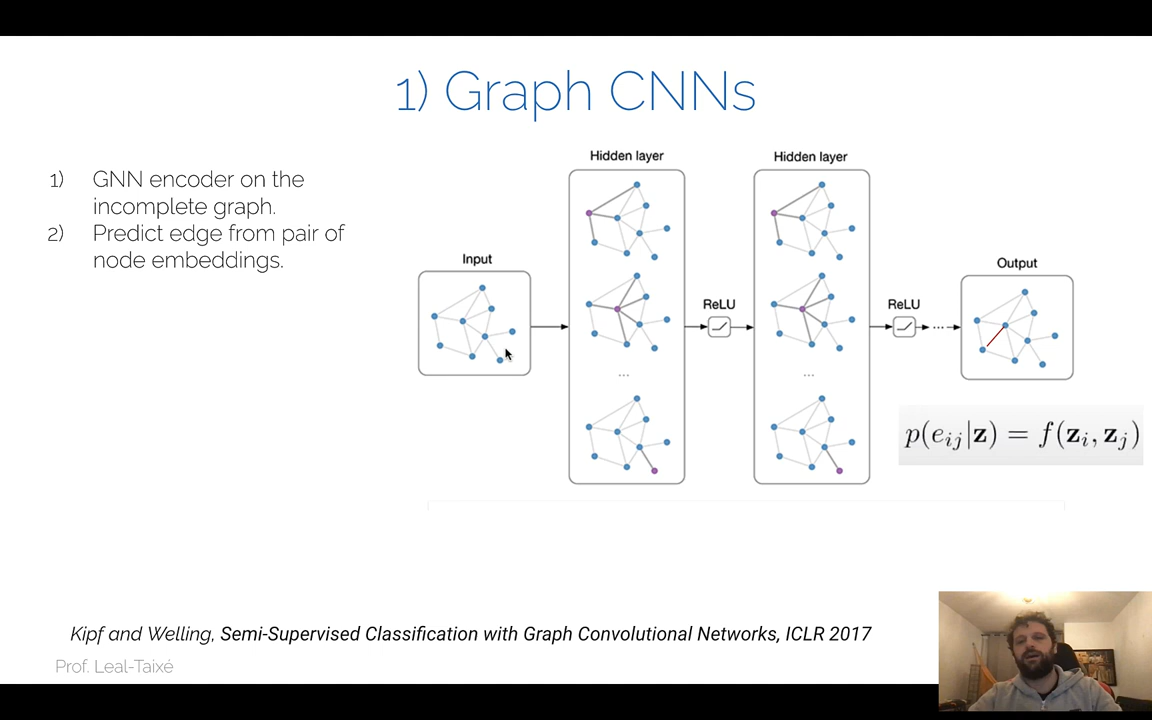 1) Graph CNNs
1) GNN encoder on the
incomplete graph.
2) Predict edge from pair of
node embeddings.
Input
Hidden layer
...
ReLU
Hidden layer
...
ReLU
...
Output
p(e_{ij}|z) = f(z_i, z_j)
Kipf and Welling, Semi-Supervised Classification with Graph Convolutional Networks, ICLR 2017
Prof. Leal-Taixé